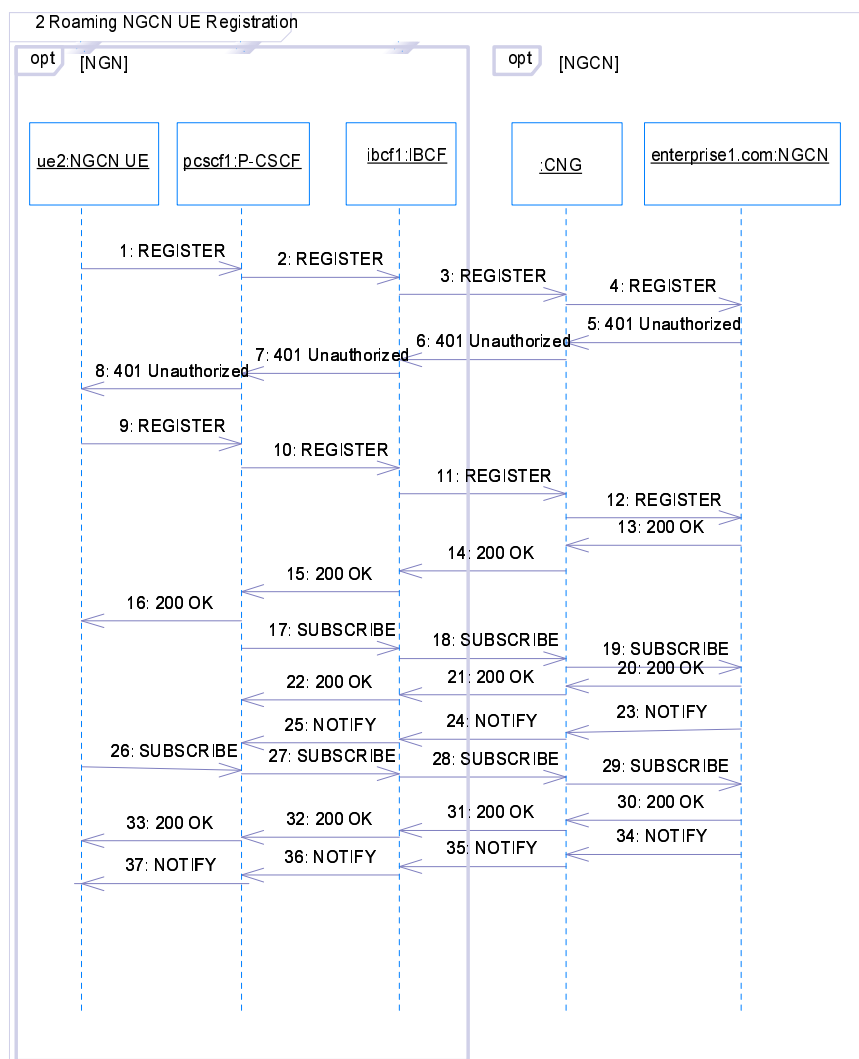 2 Roaming NGCN UE Registration
opt
[NGN]
opt
[NGCN]
ue2:NGCN UE
pcscf1:P-CSCF
ibcf1:IBCF
:CNG
enterprise1.com:NGCN
1: REGISTER
2: REGISTER
3: REGISTER
4: REGISTER
5: 401 Unauthorized
6: 401 Unauthorized
7: 401 Unauthorized
8: 401 Unauthorized
9: REGISTER
10: REGISTER
11: REGISTER
12: REGISTER
13: 200 OK
14: 200 OK
15: 200 OK
16: 200 OK
17: SUBSCRIBE
18: SUBSCRIBE
19: SUBSCRIBE
20: 200 OK
21: 200 OK
22: 200 OK
23: NOTIFY
24: NOTIFY
25: NOTIFY
26: SUBSCRIBE
27: SUBSCRIBE
28: SUBSCRIBE
29: SUBSCRIBE
30: 200 OK
31: 200 OK
32: 200 OK
33: 200 OK
34: NOTIFY
35: NOTIFY
36: NOTIFY
37: NOTIFY